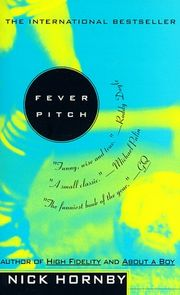 THE INTERNATIONAL BESTSELLER
FEVER
PITCH
"Funny, wise and true." —Roddy Doyle
"A small classic." —Michael Palin
"The funniest book of the year." —GQ
AUTHOR OF HIGH FIDELITY AND ABOUT A BOY
NICK HORNBY